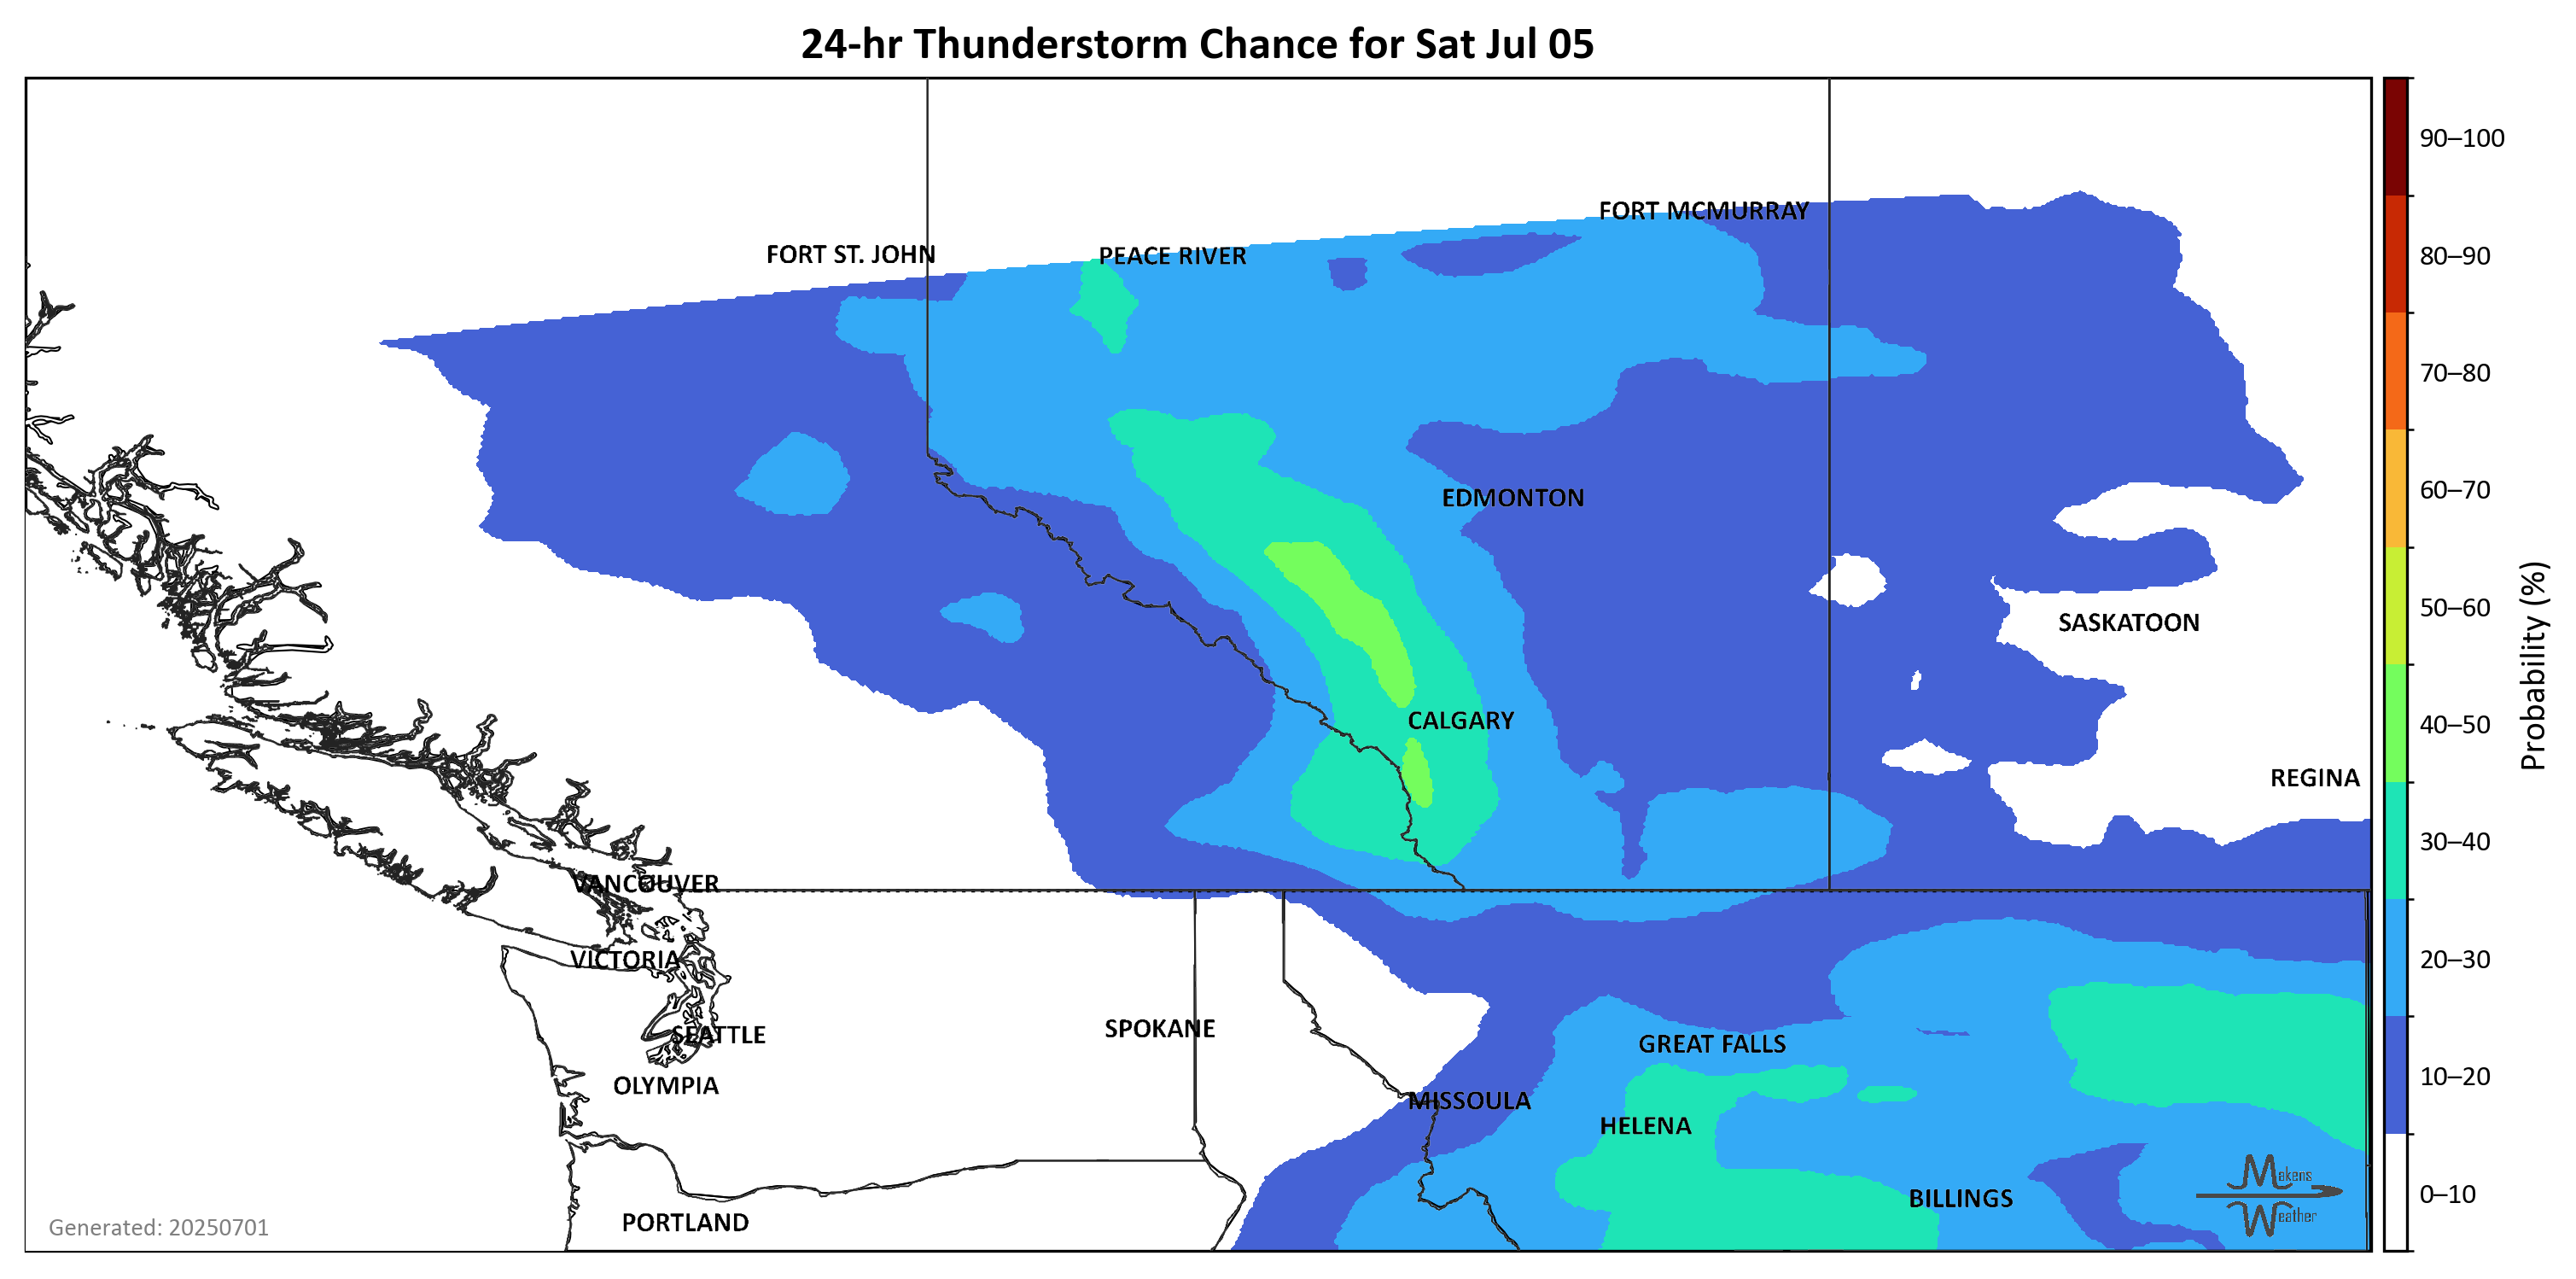 24-hr Thunderstorm Chance for Sat Jul 05
FORT MCMURRAY
FORT ST. JOHN
PEACE RIVER
EDMONTON
SASKATOON
CALGARY
REGINA
VANCOUVER
VICTORIA
SPOKANE
SEATTLE
GREAT FALLS
OLYMPIA
MISSOULA
HELENA
BILLINGS
PORTLAND
Generated: 20250701
Makens
Weather
90–100
80–90
70–80
60–70
50–60
40–50
30–40
20–30
10–20
0–10
Probability (%)